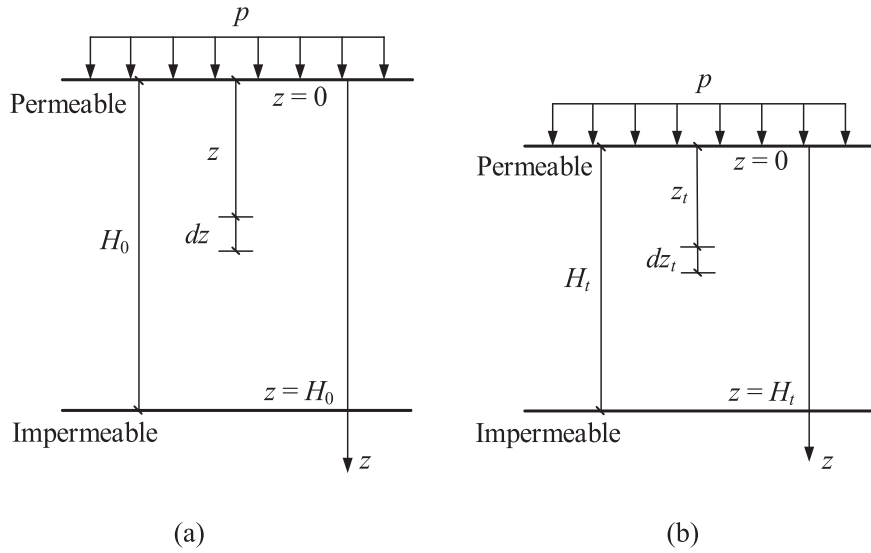 p
Permeable
z = 0
z
dz
H₀
z = H₀
Impermeable
z
(a)
p
Permeable
z = 0
zₜ
dzₜ
Hₜ
z = Hₜ
Impermeable
z
(b)